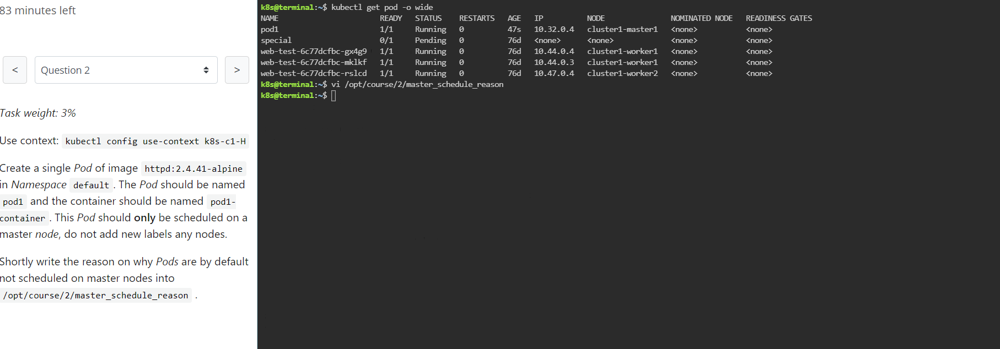 83 minutes left
<
Question 2
>
Task weight: 3%
Use context: kubectl config use-context k8s-c1-H
Create a single Pod of image httpd:2.4.41-alpine
in Namespace default . The Pod should be named
pod1 and the container should be named pod1-
container . This Pod should only be scheduled on a
master node, do not add new labels any nodes.
Shortly write the reason on why Pods are by default
not scheduled on master nodes into
/opt/course/2/master_schedule_reason .
k8s@terminal:~$ kubectl get pod -o wide
NAME READY STATUS RESTARTS AGE IP NODE NOMINATED NODE READINESS GATES
pod1 1/1 Running 0 47s 10.32.0.4 cluster1-master1 <none> <none>
special 0/1 Pending 0 76d <none> <none> <none> <none>
web-test-6c77dcfbc-gx4g9 1/1 Running 0 76d 10.44.0.4 cluster1-worker1 <none> <none>
web-test-6c77dcfbc-mklkf 1/1 Running 0 76d 10.44.0.3 cluster1-worker1 <none> <none>
web-test-6c77dcfbc-rslcd 1/1 Running 0 76d 10.47.0.4 cluster1-worker2 <none> <none>
k8s@terminal:~$ vi /opt/course/2/master_schedule_reason
k8s@terminal:~$